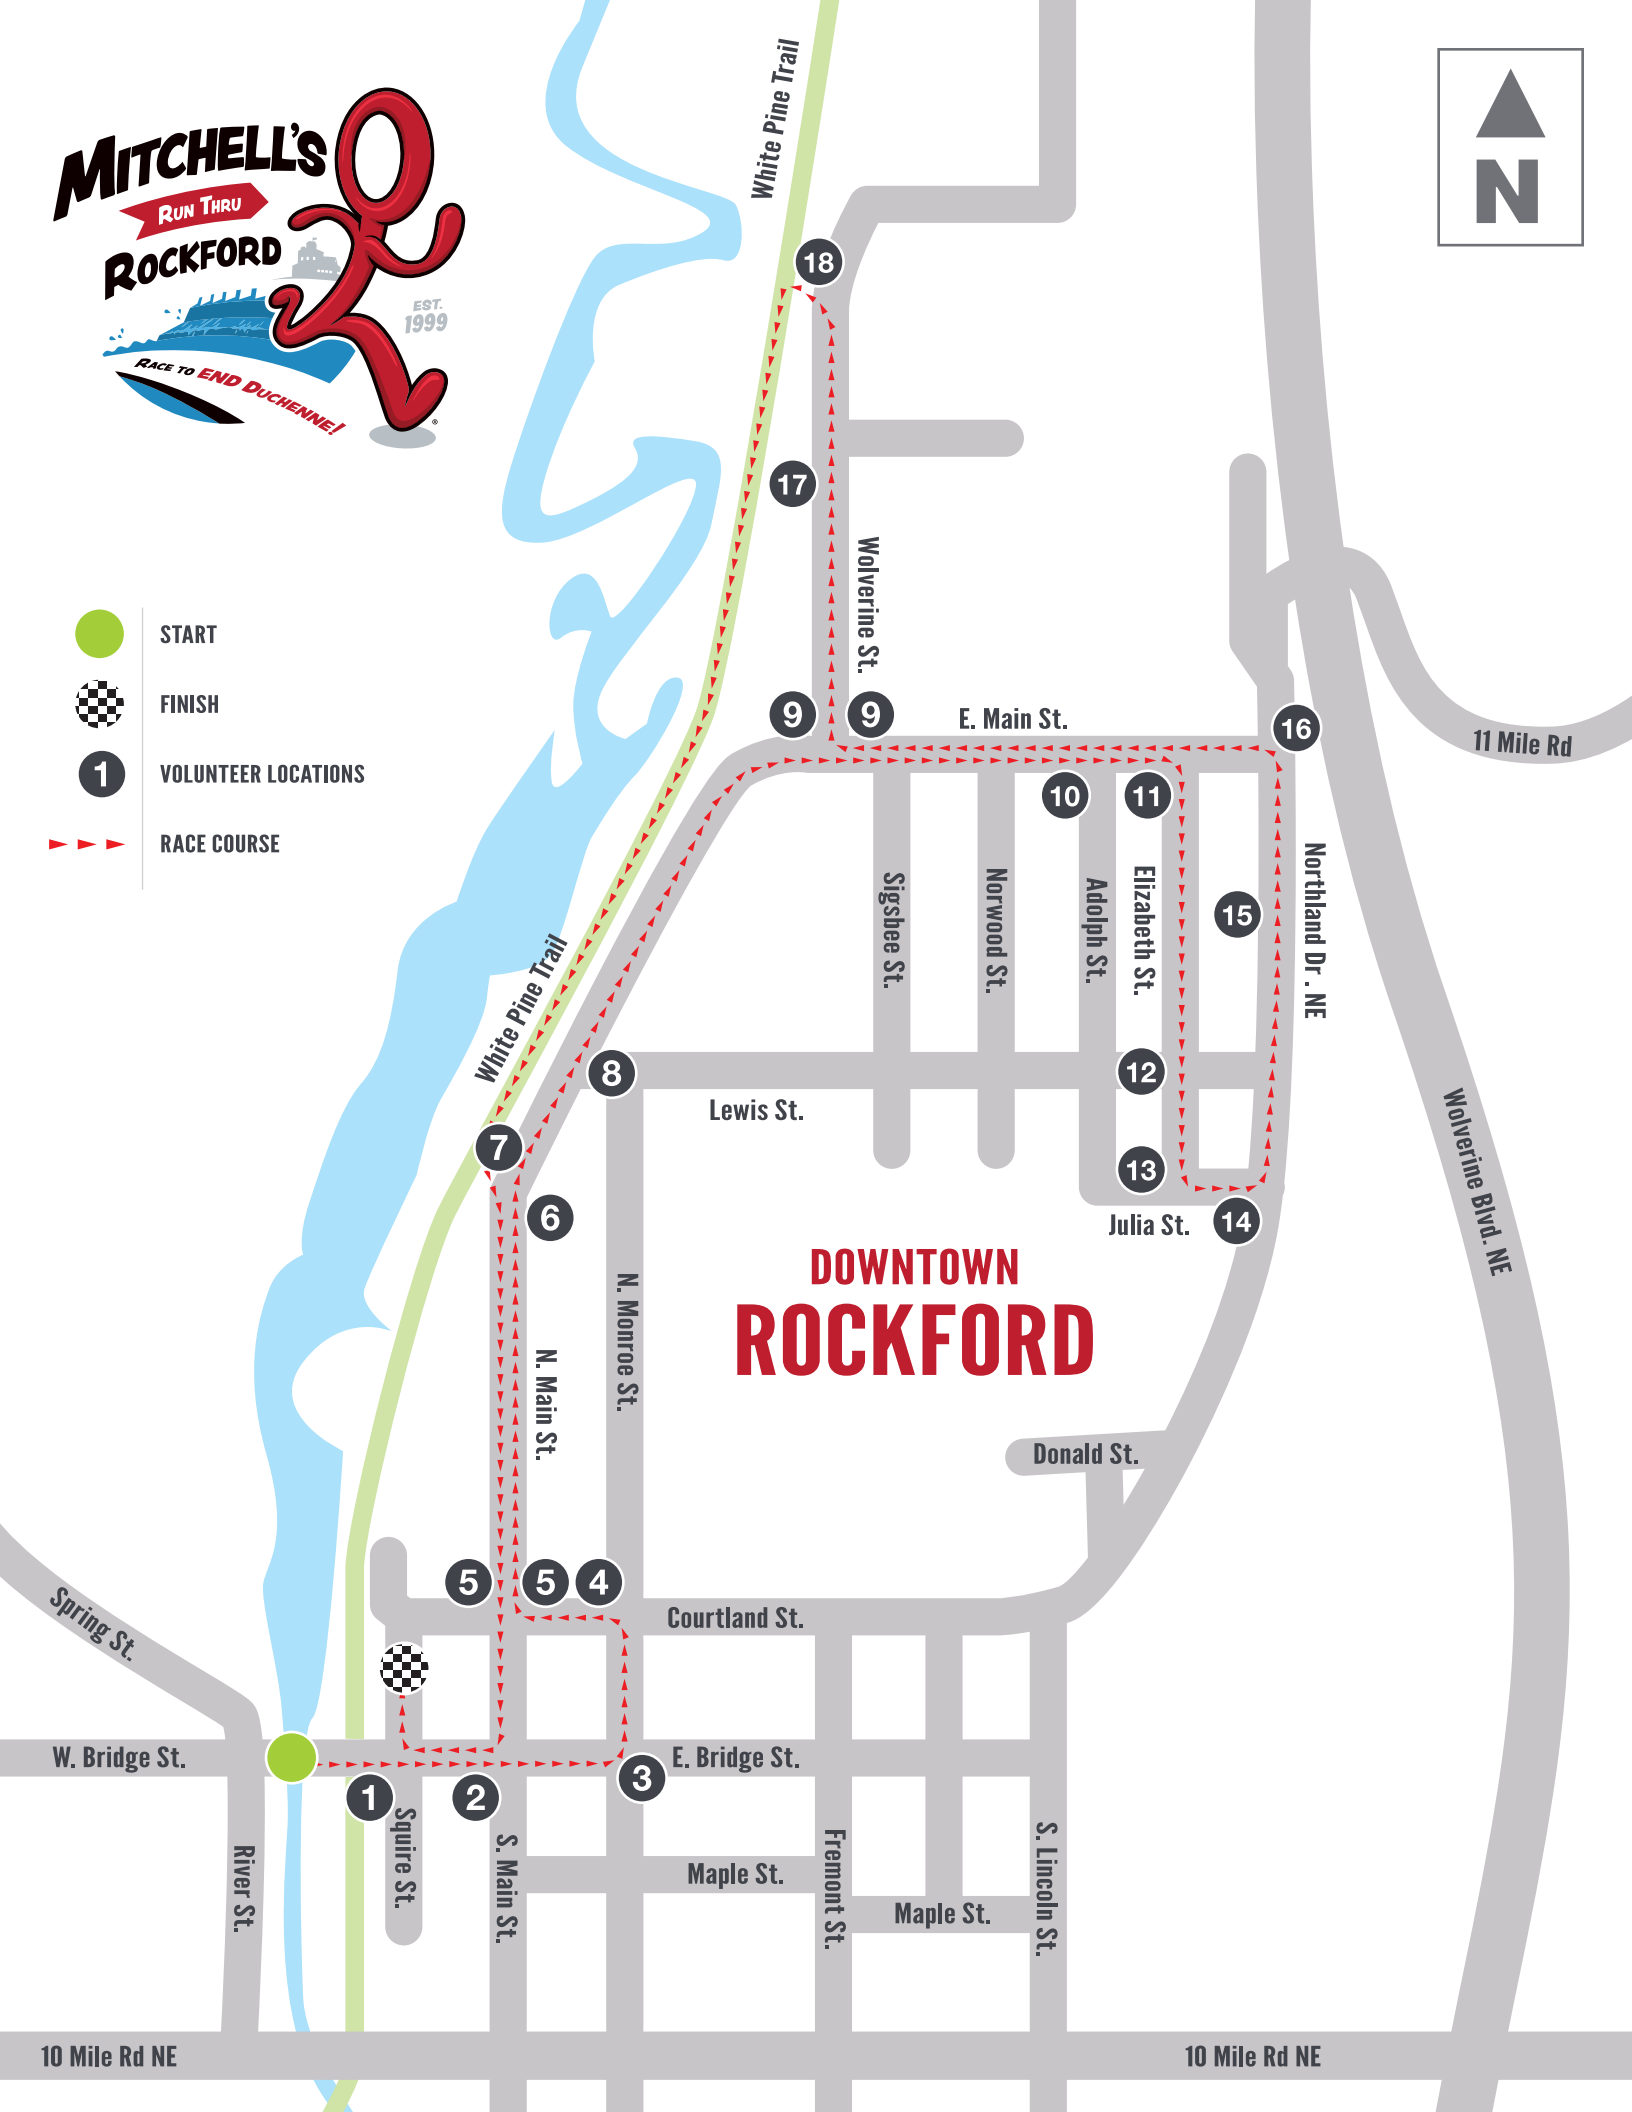 MITCHELL'S
RUN THRU
ROCKFORD
EST.
1999
RACE TO END DUCHENNE!
®
N
White Pine Trail
18
17
Wolverine St.
START
FINISH
1
VOLUNTEER LOCATIONS
RACE COURSE
9
9
E. Main St.
16
11 Mile Rd
10
11
Sigsbee St.
Norwood St.
Adolph St.
Elizabeth St.
15
Northland Dr . NE
White Pine Trail
8
12
Lewis St.
7
13
6
Julia St.
14
Wolverine Blvd. NE
DOWNTOWN
ROCKFORD
N. Monroe St.
N. Main St.
Donald St.
5
5
4
Courtland St.
Spring St.
W. Bridge St.
E. Bridge St.
1
2
3
River St.
Squire St.
S. Main St.
Maple St.
Fremont St.
Maple St.
S. Lincoln St.
10 Mile Rd NE
10 Mile Rd NE